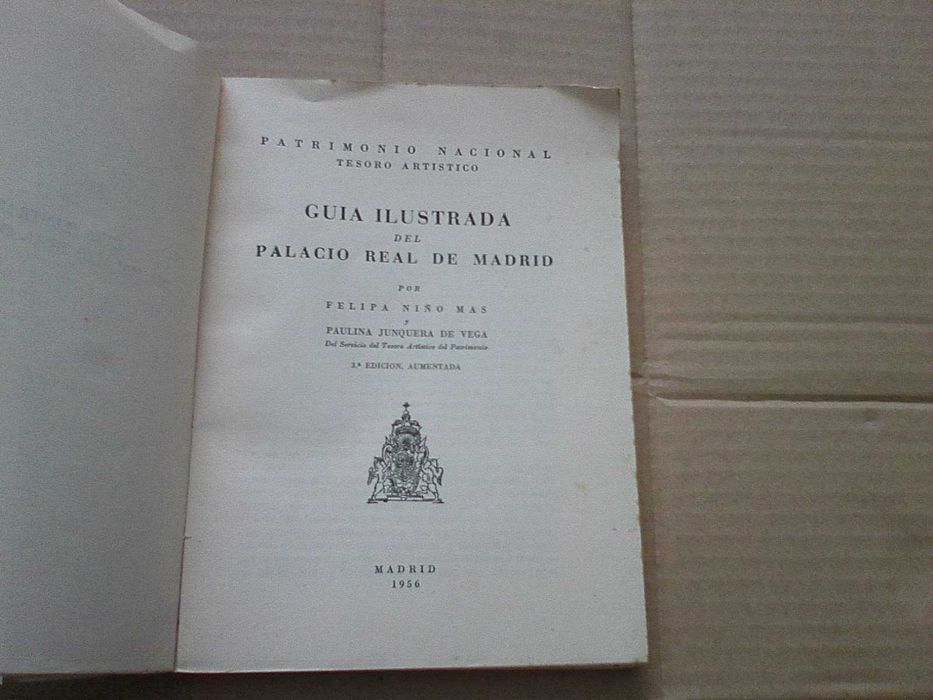 PATRIMONIO NACIONAL
TESORO ARTISTICO
GUIA ILUSTRADA
DEL
PALACIO REAL DE MADRID
POR
FELIPA NIÑO MAS
y
PAULINA JUNQUERA DE VEGA
Del Servicio del Tesoro Artístico del Patrimonio
3.ª EDICION, AUMENTADA
MADRID
1956